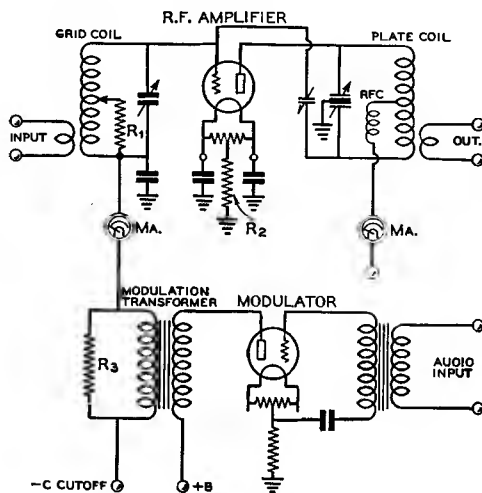 R.F. AMPLIFIER
GRID COIL
PLATE COIL
RFC
INPUT
R1
OUT.
R2
MA.
MA.
MODULATION
TRANSFORMER
MODULATOR
R3
AUDIO
INPUT
-C CUTOFF
+B